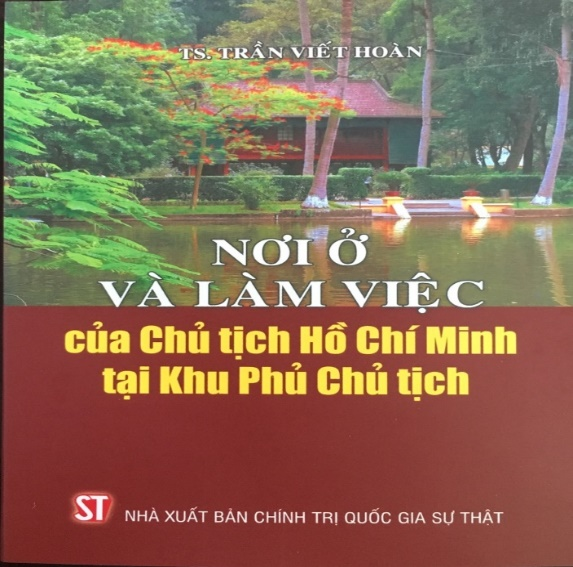 TS. TRẦN VIẾT HOÀN
NƠI Ở
VÀ LÀM VIỆC
của Chủ tịch Hồ Chí Minh
tại Khu Phủ Chủ tịch
ST NHÀ XUẤT BẢN CHÍNH TRỊ QUỐC GIA SỰ THẬT